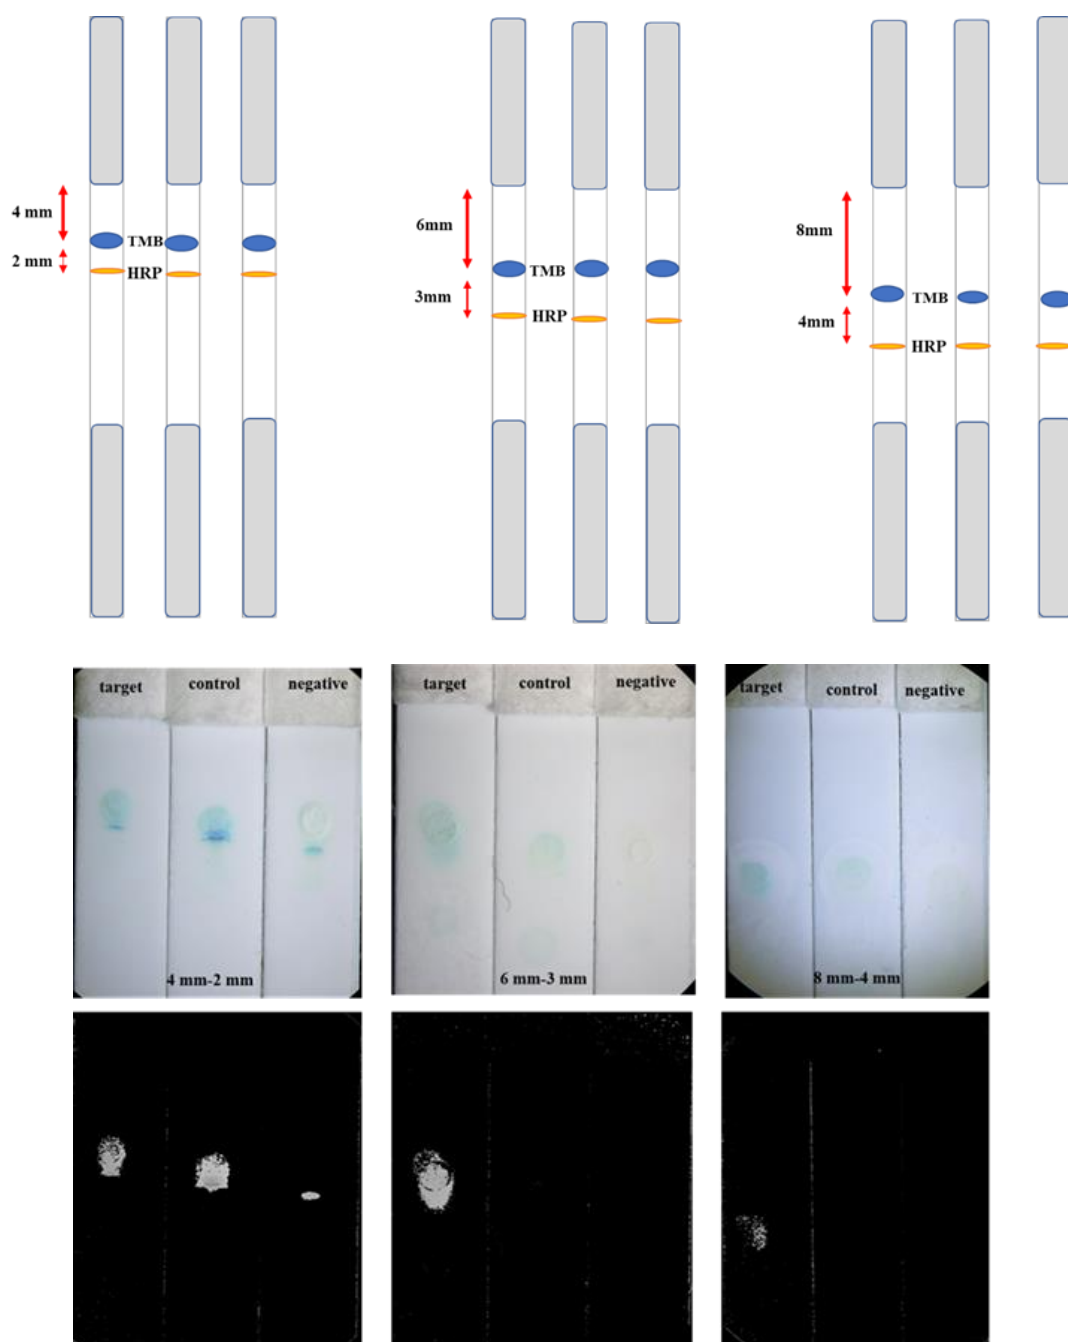 4 mm
TMB
2 mm
HRP
6mm
TMB
3mm
HRP
8mm
TMB
4mm
HRP
target control negative
4 mm-2 mm
target control negative
6 mm-3 mm
target control negative
8 mm-4 mm